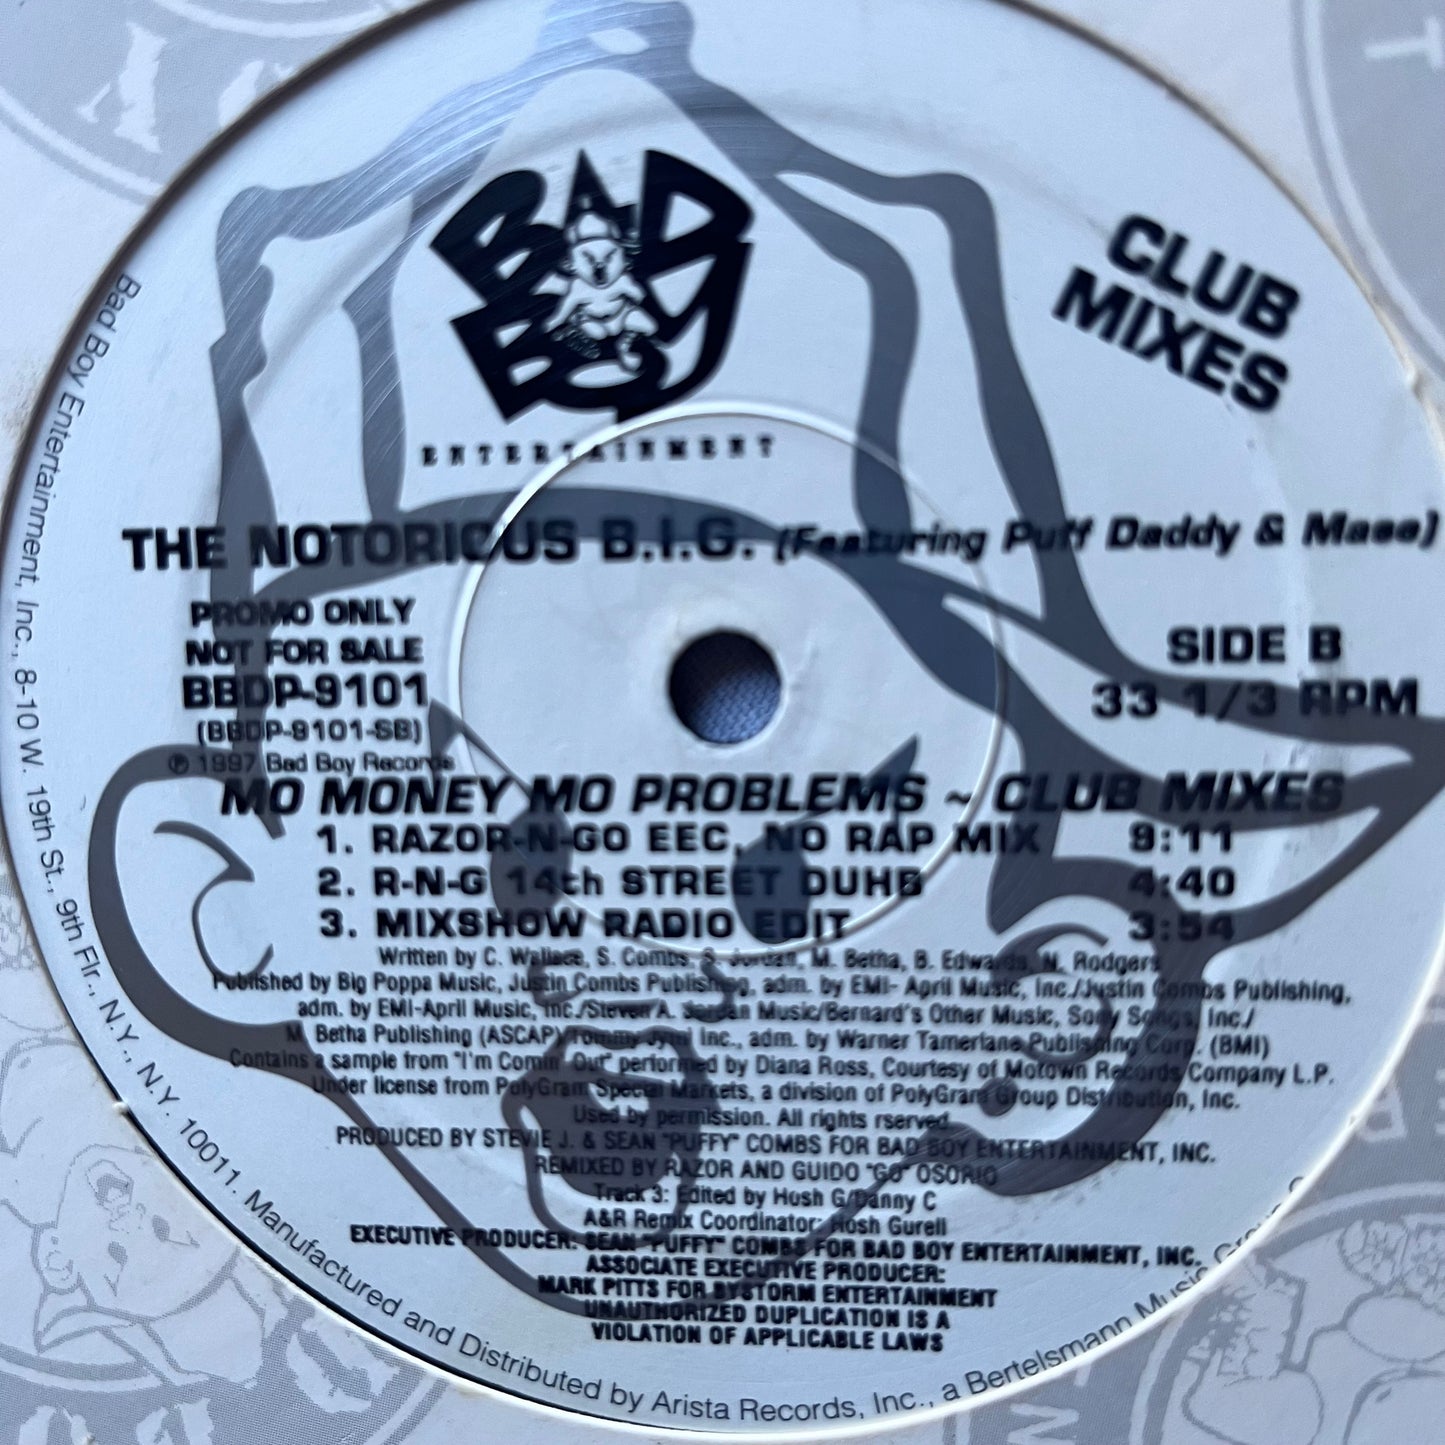 BAD BOY
ENTERTAINMENT
CLUB
MIXES
THE NOTORIOUS B.I.G. (Featuring Puff Daddy & Mase)
PROMO ONLY
NOT FOR SALE
BBDP-9101
(BBDP-9101-SB)
℗ 1997 Bad Boy Records
SIDE B
33 1/3 RPM
MO MONEY MO PROBLEMS ~ CLUB MIXES
1. RAZOR-N-GO EEC, NO RAP MIX 9:11
2. R-N-G 14th STREET DUHB 4:40
3. MIXSHOW RADIO EDIT 3:54
Written by C. Wallace, S. Combs, S. Jordan, M. Betha, B. Edwards, N. Rodgers
Published by Big Poppa Music, Justin Combs Publishing, adm. by EMI- April Music, Inc./Justin Combs Publishing,
adm. by EMI-April Music, Inc./Steven A. Jordan Music/Bernard's Other Music, Sony Songs, Inc./
M. Betha Publishing (ASCAP)/Tommy Jymi Inc., adm. by Warner Tamerlane Publisning Corp. (BMI)
Contains a sample from "I'm Comin' Out" performed by Diana Ross, Courtesy of Motown Records Company L.P.
Under license from PolyGram Special Markets, a division of PolyGram Group Distribution, Inc.
Used by permission. All rights rserved.
PRODUCED BY STEVIE J. & SEAN "PUFFY" COMBS FOR BAD BOY ENTERTAINMENT, INC.
REMIXED BY RAZOR AND GUIDO "GO" OSORIO
Track 3: Edited by Hosh G/Danny C
A&R Remix Coordinator: Hosh Gurell
EXECUTIVE PRODUCER: SEAN "PUFFY" COMBS FOR BAD BOY ENTERTAINMENT, INC.
ASSOCIATE EXECUTIVE PRODUCER:
MARK PITTS FOR BYSTORM ENTERTAINMENT
UNAUTHORIZED DUPLICATION IS A
VIOLATION OF APPLICABLE LAWS
Bad Boy Entertainment, Inc., 8-10 W. 19th St., 9th Flr., N.Y., N.Y. 10011. Manufactured and Distributed by Arista Records, Inc., a Bertelsmann Music Group